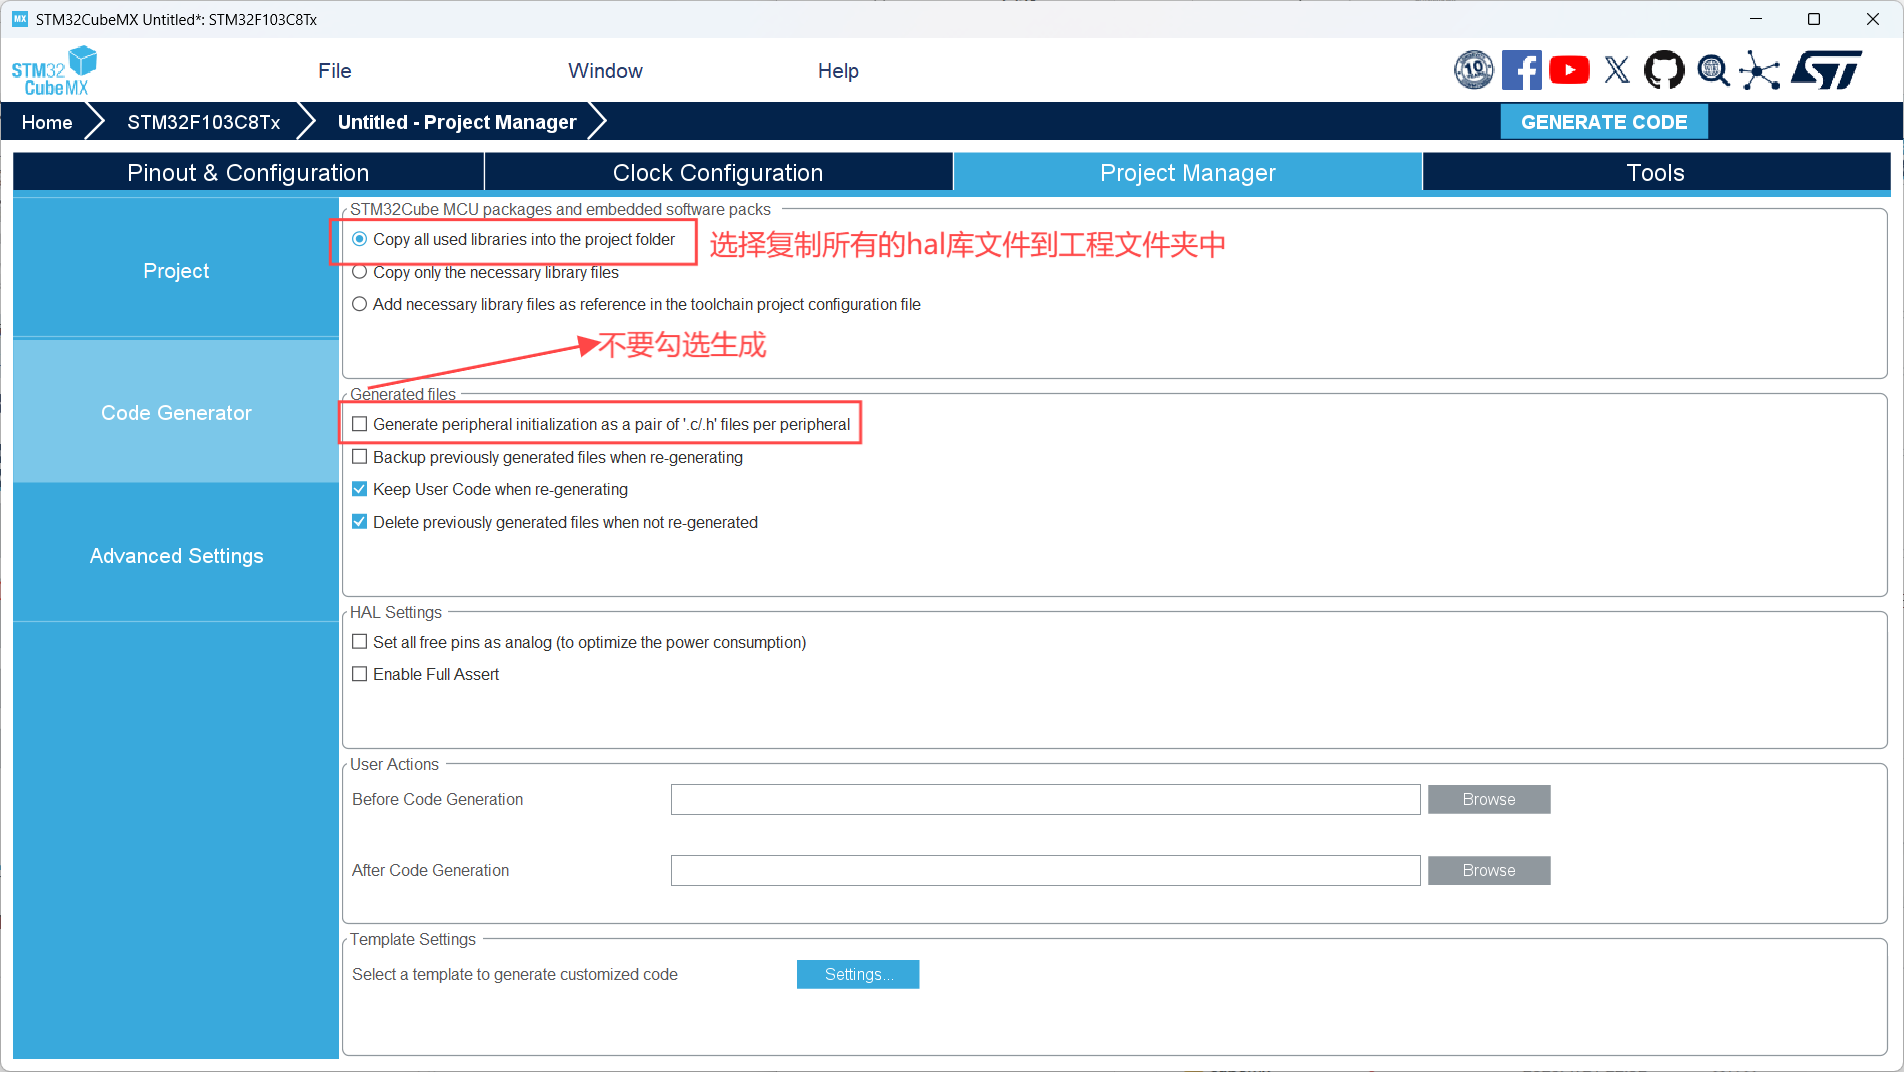 MX STM32CubeMX Untitled*: STM32F103C8Tx
STM32 CubeMX
File Window Help
10 f X ST
Home STM32F103C8Tx Untitled - Project Manager GENERATE CODE
Pinout & Configuration Clock Configuration Project Manager Tools
Project
Code Generator
Advanced Settings
STM32Cube MCU packages and embedded software packs
Copy all used libraries into the project folder
选择复制所有的hal库文件到工程文件夹中
Copy only the necessary library files
Add necessary library files as reference in the toolchain project configuration file
不要勾选生成
Generated files
Generate peripheral initialization as a pair of '.c/.h' files per peripheral
Backup previously generated files when re-generating
Keep User Code when re-generating
Delete previously generated files when not re-generated
HAL Settings
Set all free pins as analog (to optimize the power consumption)
Enable Full Assert
User Actions
Before Code Generation Browse
After Code Generation Browse
Template Settings
Select a template to generate customized code Settings...